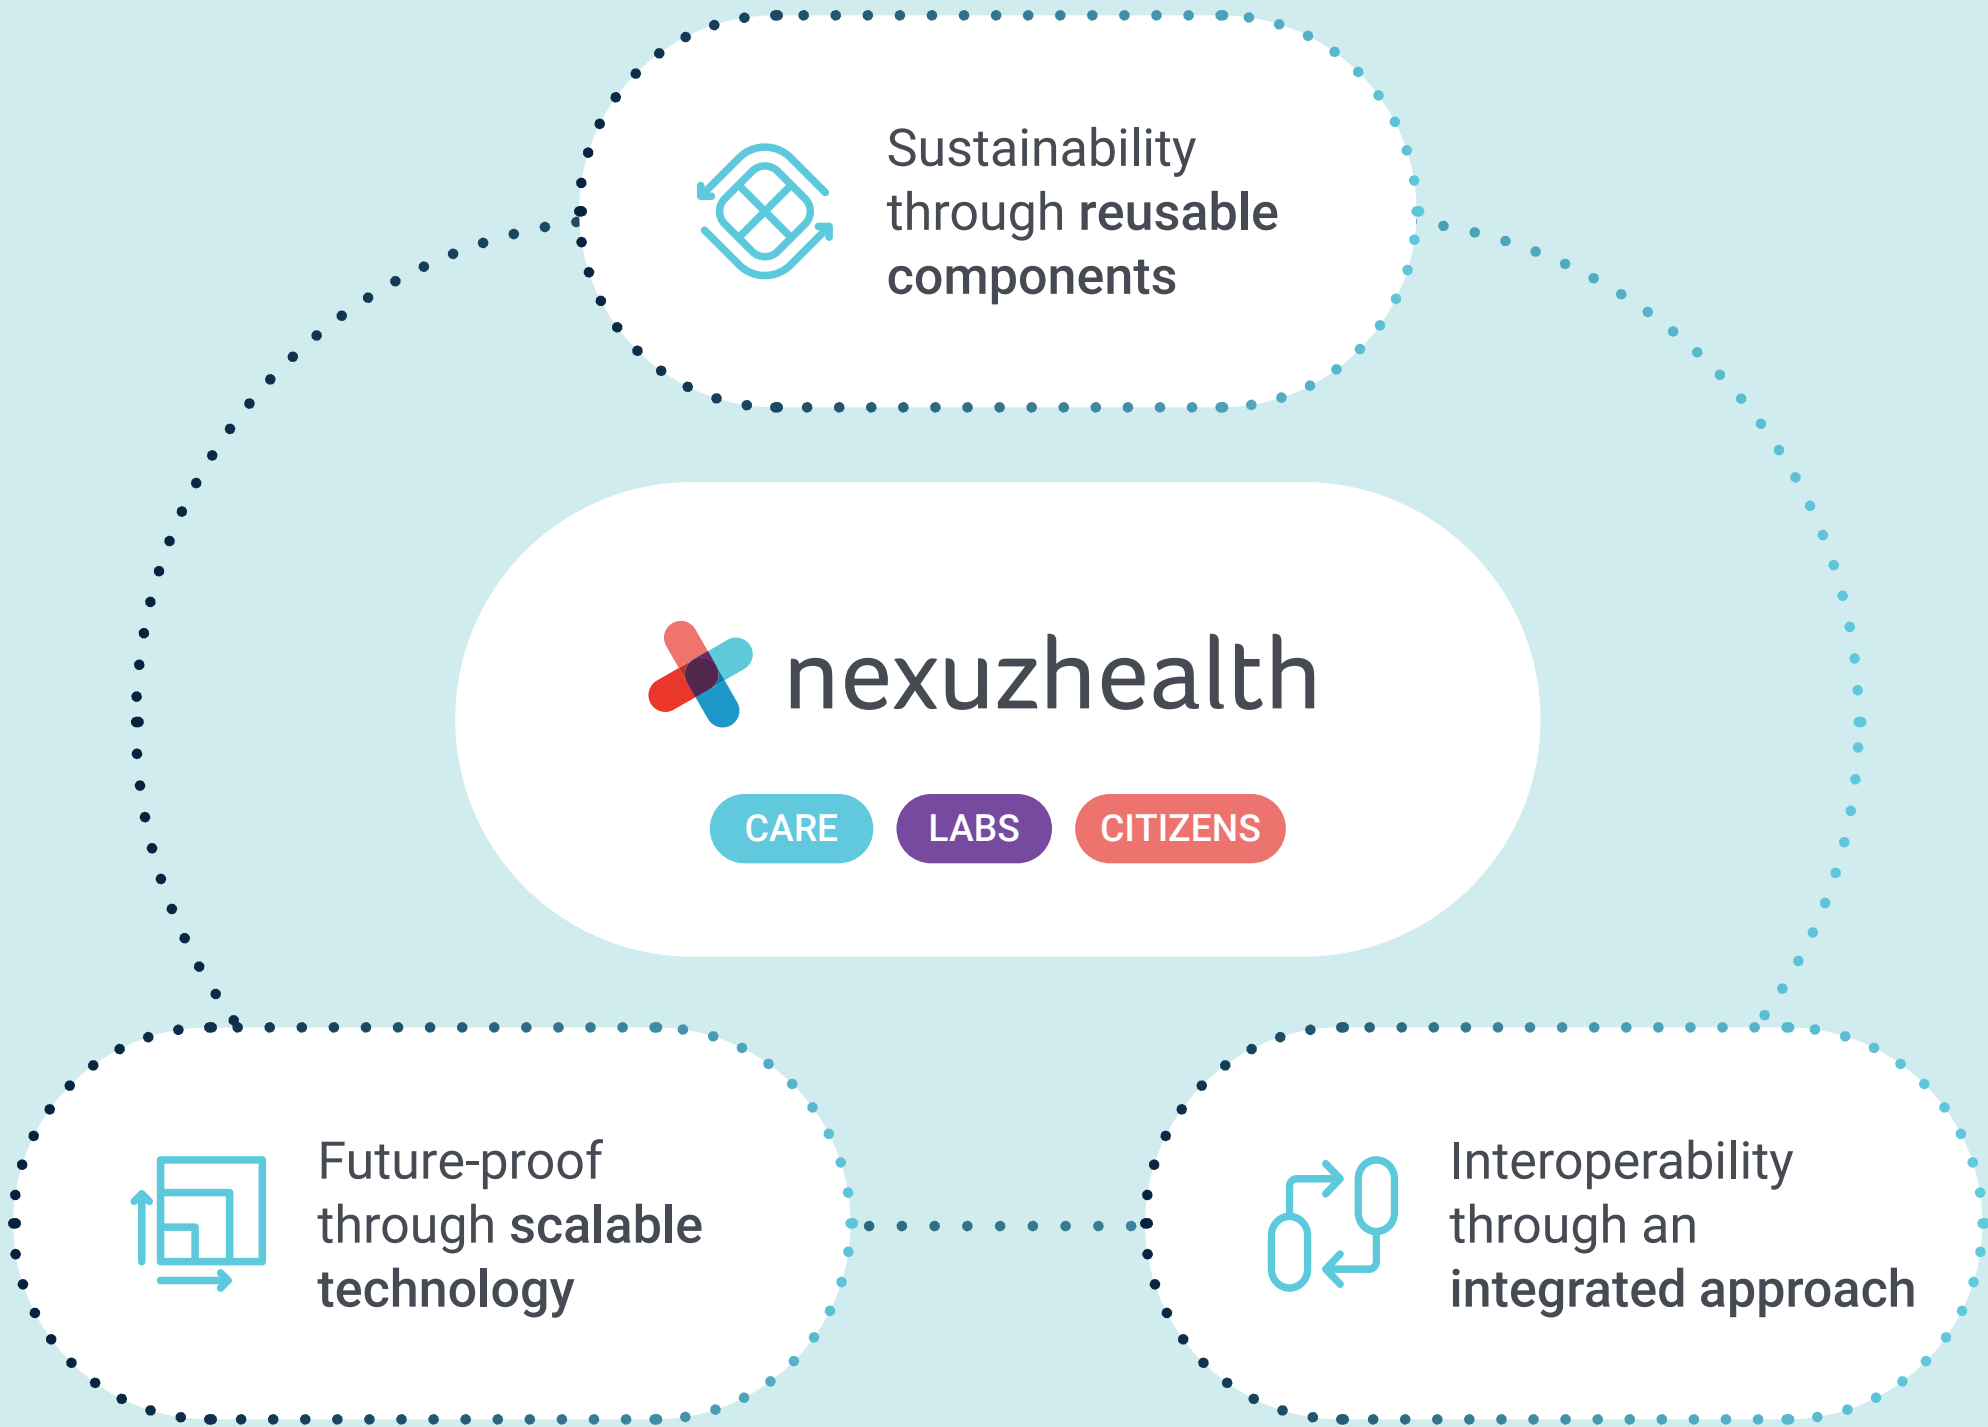 Sustainability
through reusable
components
nexuzhealth
CARE
LABS
CITIZENS
Future-proof
through scalable
technology
Interoperability
through an
integrated approach